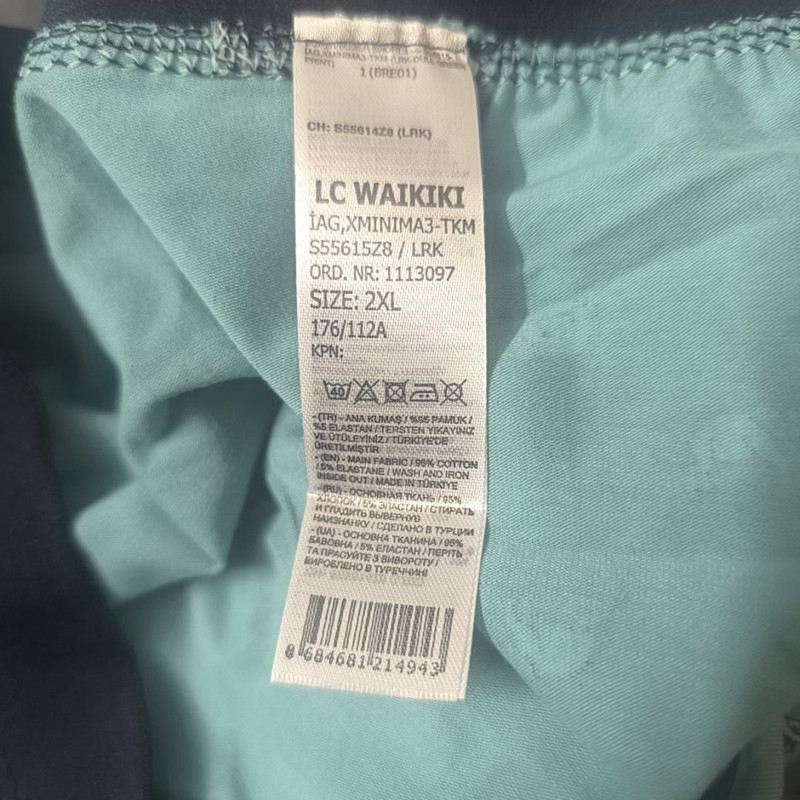 1 (BRE01)
CH: S55614Z8 (LRK)
LC WAIKIKI
İAG,XMINIMA3-TKM
S55615Z8 / LRK
ORD. NR: 1113097
SIZE: 2XL
176/112A
KPN:
40
-(TR) - ANA KUMAŞ / %95 PAMUK /
%5 ELASTAN / TERSTEN YIKAYINIZ
VE ÜTÜLEYİNİZ / TÜRKİYE'DE
ÜRETİLMİŞTİR
-(EN) - MAIN FABRIC / 95% COTTON
/ 5% ELASTANE / WASH AND IRON
INSIDE OUT / MADE IN TÜRKİYE
-(RU) - ОСНОВНАЯ ТКАНЬ / 95%
ХЛОПОК / 5% ЭЛАСТАН / СТИРАТЬ
И ГЛАДИТЬ ВЫВЕРНУВ
НАИЗНАНКУ / СДЕЛАНО В ТУРЦИИ
-(UA) - ОСНОВНА ТКАНИНА / 95%
БАВОВНА / 5% ЕЛАСТАН / ПЕРІТЬ
ТА ПРАСУЙТЕ З ВИВОРОТУ /
ВИРОБЛЕНО В ТУРЕЧЧИНІ
8 684681 214943